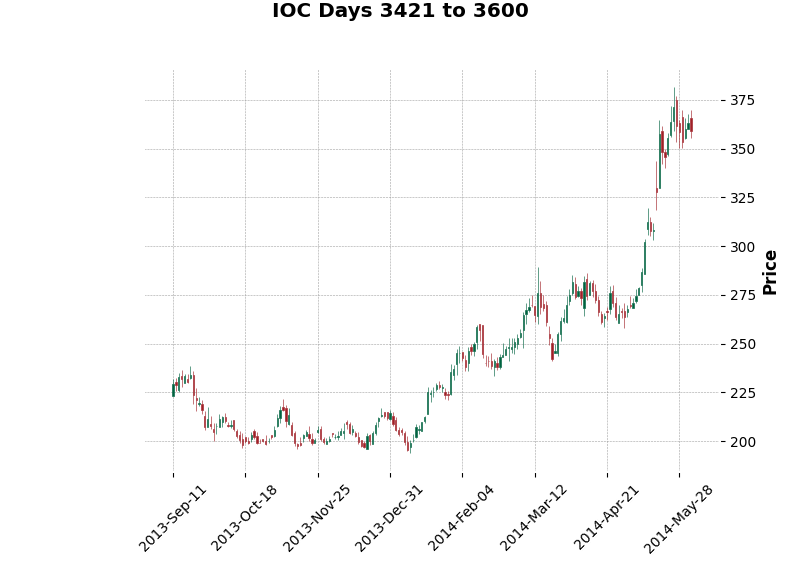 IOC Days 3421 to 3600
375
350
325
300
275
250
225
200
Price
2013-Sep-11
2013-Oct-18
2013-Nov-25
2013-Dec-31
2014-Feb-04
2014-Mar-12
2014-Apr-21
2014-May-28